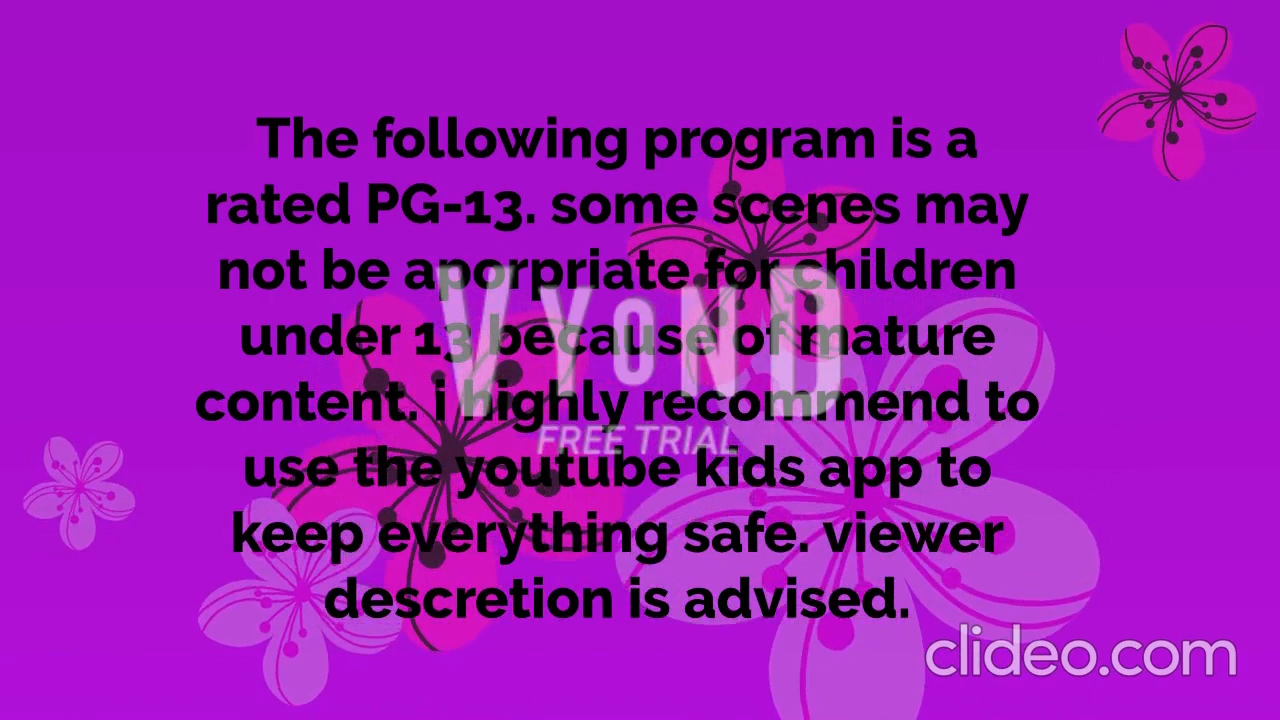 The following program is a
rated PG-13. some scenes may
not be aporpriate for children
under 13 because of mature
content. i highly recommend to
use the youtube kids app to
keep everything safe. viewer
descretion is advised.
VYOND
FREE TRIAL
clideo.com